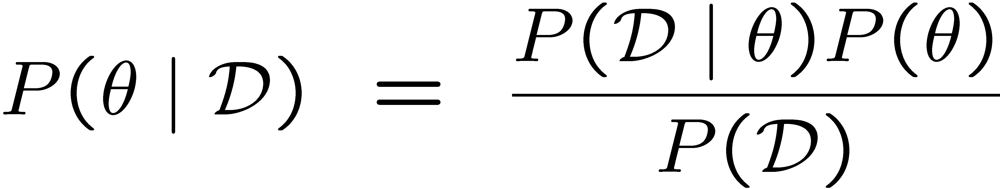 P(θ | 𝒟) = P(𝒟 | θ)P(θ) / P(𝒟)